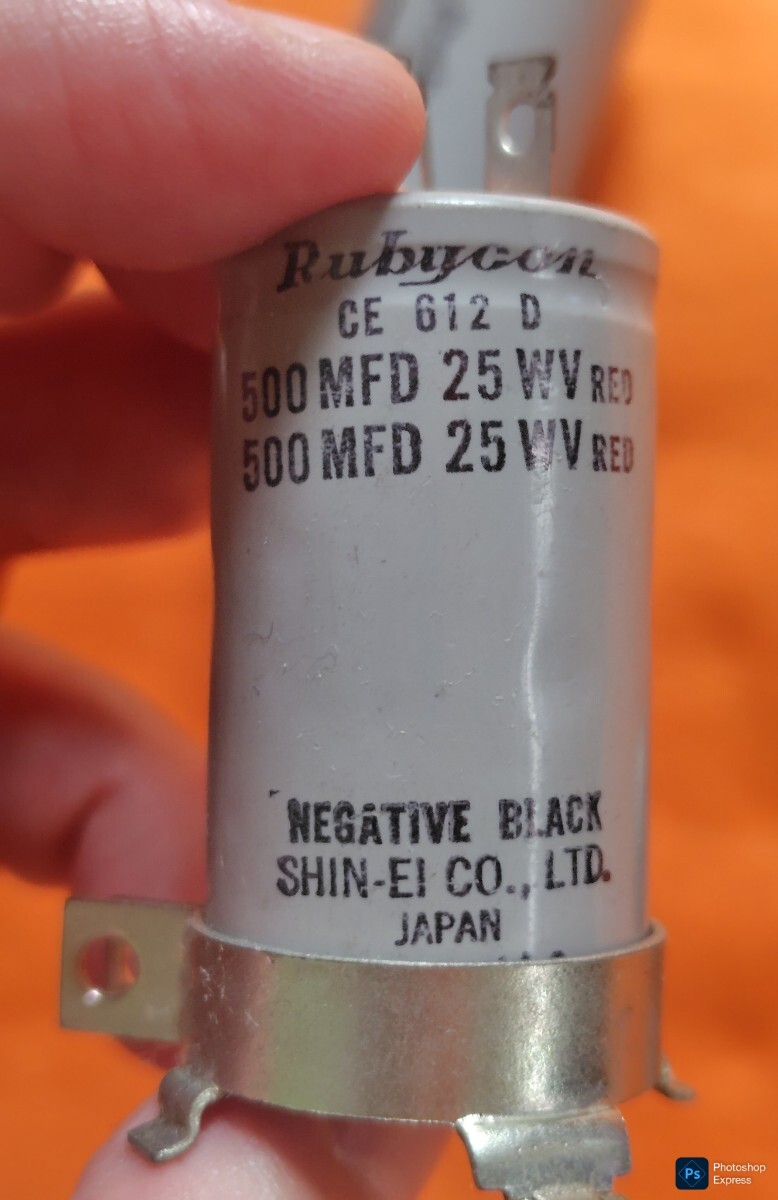 Rubycon
CE 612 D
500 MFD 25 WV RED
500 MFD 25 WV RED
NEGATIVE BLACK
SHIN-EI CO., LTD.
JAPAN
Ps
Photoshop
Express